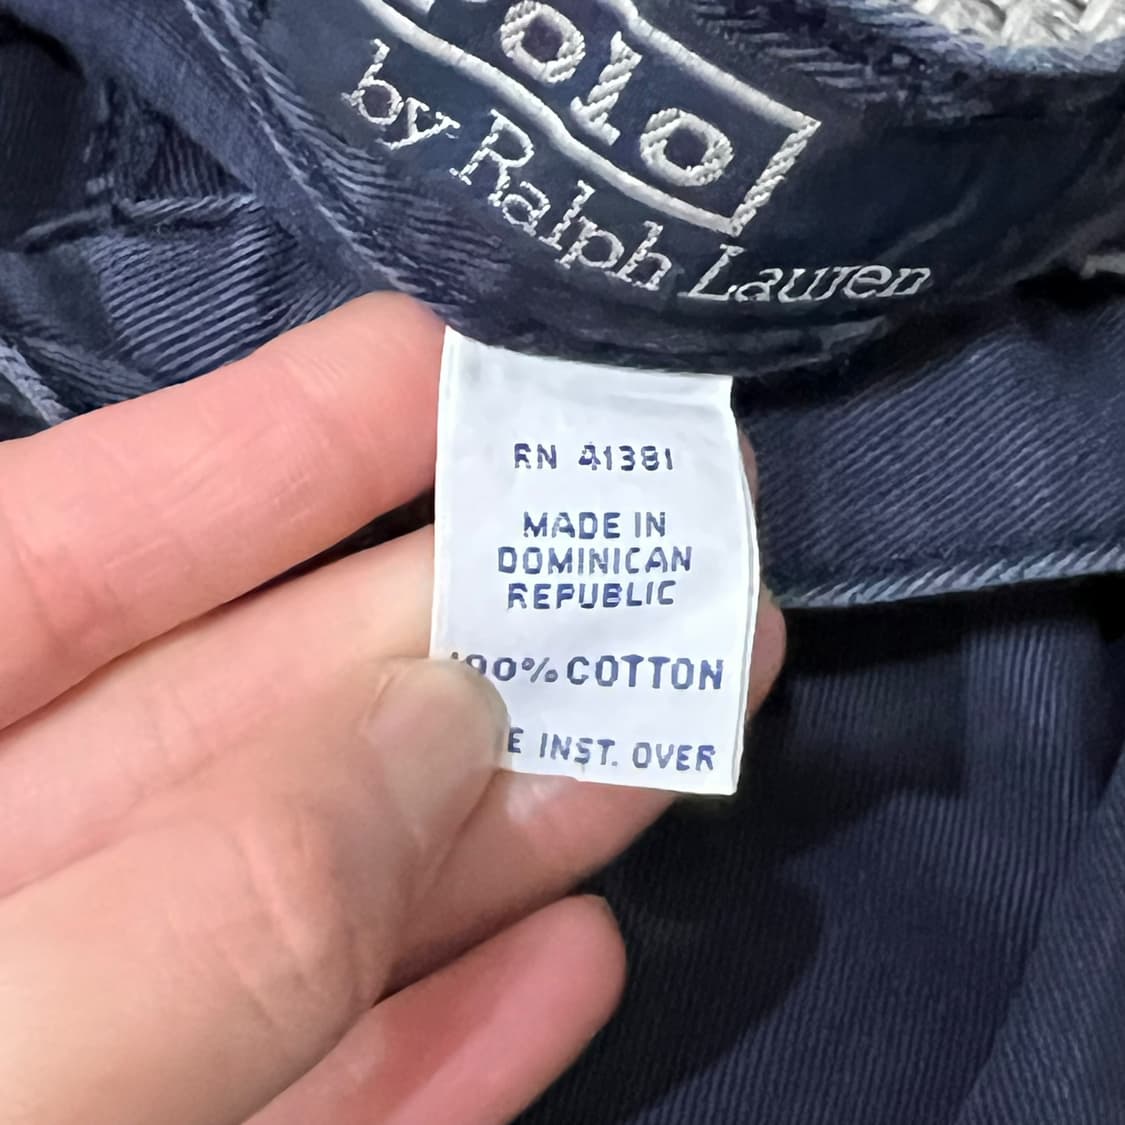 Polo
by Ralph Lauren
RN 41381
MADE IN
DOMINICAN
REPUBLIC
100% COTTON
INST. OVER